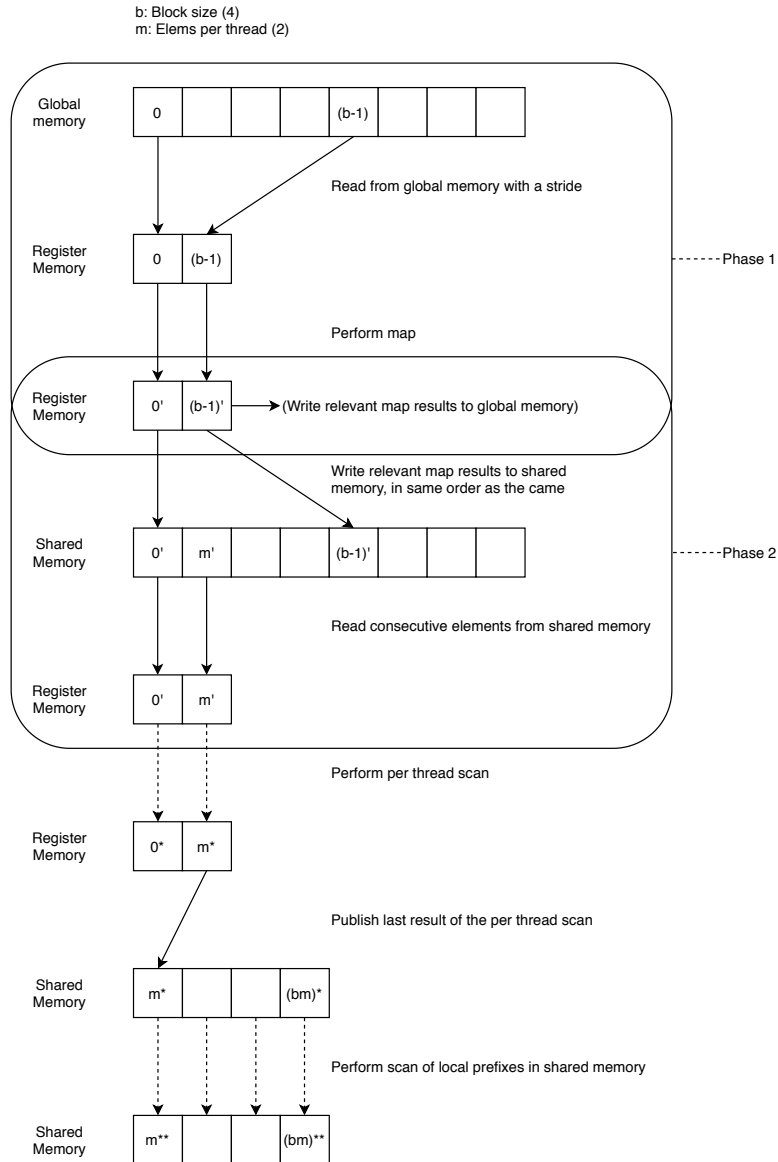 b: Block size (4)
m: Elems per thread (2)
Global
memory
0
(b-1)
Read from global memory with a stride
Register
Memory
0
(b-1)
Phase 1
Perform map
Register
Memory
0'
(b-1)'
(Write relevant map results to global memory)
Write relevant map results to shared
memory, in same order as the came
Shared
Memory
0'
m'
(b-1)'
Phase 2
Read consecutive elements from shared memory
Register
Memory
0'
m'
Perform per thread scan
Register
Memory
0*
m*
Publish last result of the per thread scan
Shared
Memory
m*
(bm)*
Perform scan of local prefixes in shared memory
Shared
Memory
m**
(bm)**